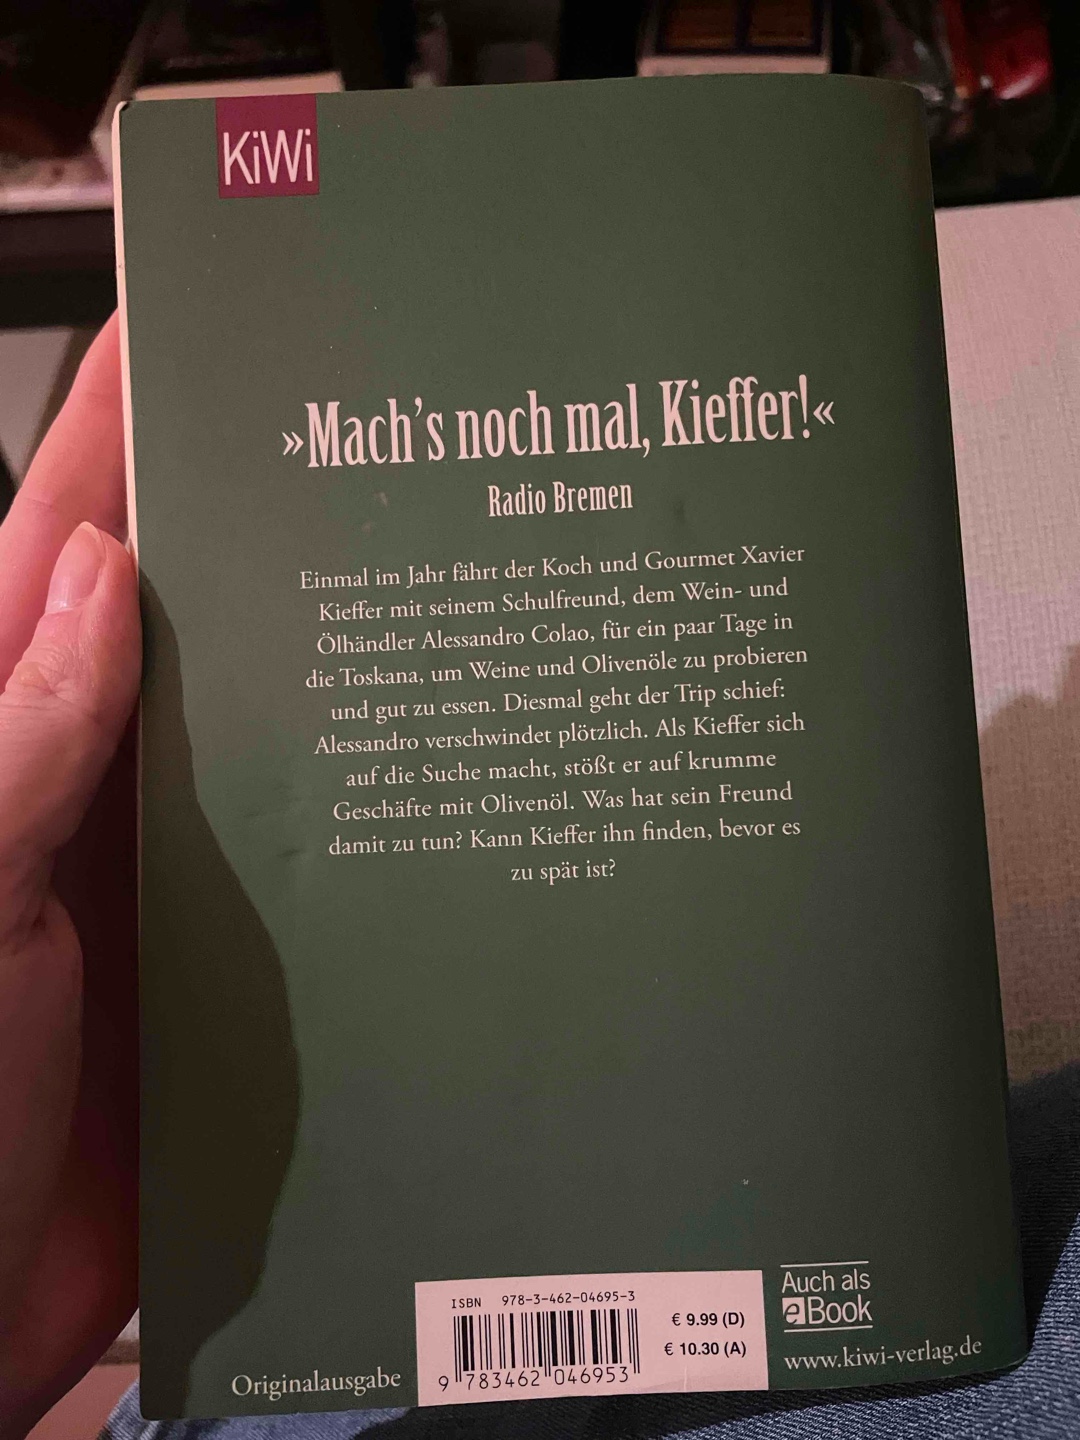 KiWi
»Mach's noch mal, Kieffer!«
Radio Bremen
Einmal im Jahr fährt der Koch und Gourmet Xavier
Kieffer mit seinem Schulfreund, dem Wein- und
Ölhändler Alessandro Colao, für ein paar Tage in
die Toskana, um Weine und Olivenöle zu probieren
und gut zu essen. Diesmal geht der Trip schief:
Alessandro verschwindet plötzlich. Als Kieffer sich
auf die Suche macht, stößt er auf krumme
Geschäfte mit Olivenöl. Was hat sein Freund
damit zu tun? Kann Kieffer ihn finden, bevor es
zu spät ist?
Originalausgabe
ISBN 978-3-462-04695-3
9 783462 046953
€ 9.99 (D)
€ 10.30 (A)
Auch als
eBook
www.kiwi-verlag.de